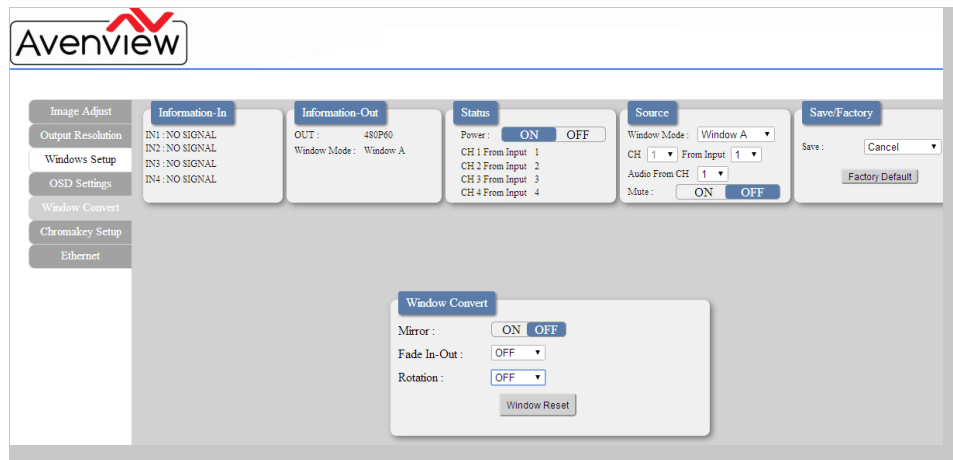 Avenview
Image Adjust
Output Resolution
Windows Setup
OSD Settings
Window Convert
Chromakey Setup
Ethernet
Information-In
IN1 : NO SIGNAL
IN2 : NO SIGNAL
IN3 : NO SIGNAL
IN4 : NO SIGNAL
Information-Out
OUT : 480P60
Window Mode : Window A
Status
Power : ON OFF
CH 1 From Input 1
CH 2 From Input 2
CH 3 From Input 3
CH 4 From Input 4
Source
Window Mode : Window A
CH 1 From Input 1
Audio From CH 1
Mute : ON OFF
Save/Factory
Save : Cancel
Factory Default
Window Convert
Mirror : ON OFF
Fade In-Out : OFF
Rotation : OFF
Window Reset